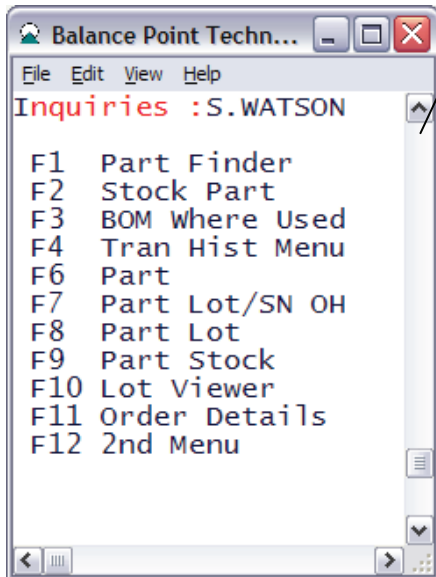 Balance Point Techn...
File Edit View Help
Inquiries :S.WATSON
F1 Part Finder
F2 Stock Part
F3 BOM Where Used
F4 Tran Hist Menu
F6 Part
F7 Part Lot/SN OH
F8 Part Lot
F9 Part Stock
F10 Lot Viewer
F11 Order Details
F12 2nd Menu